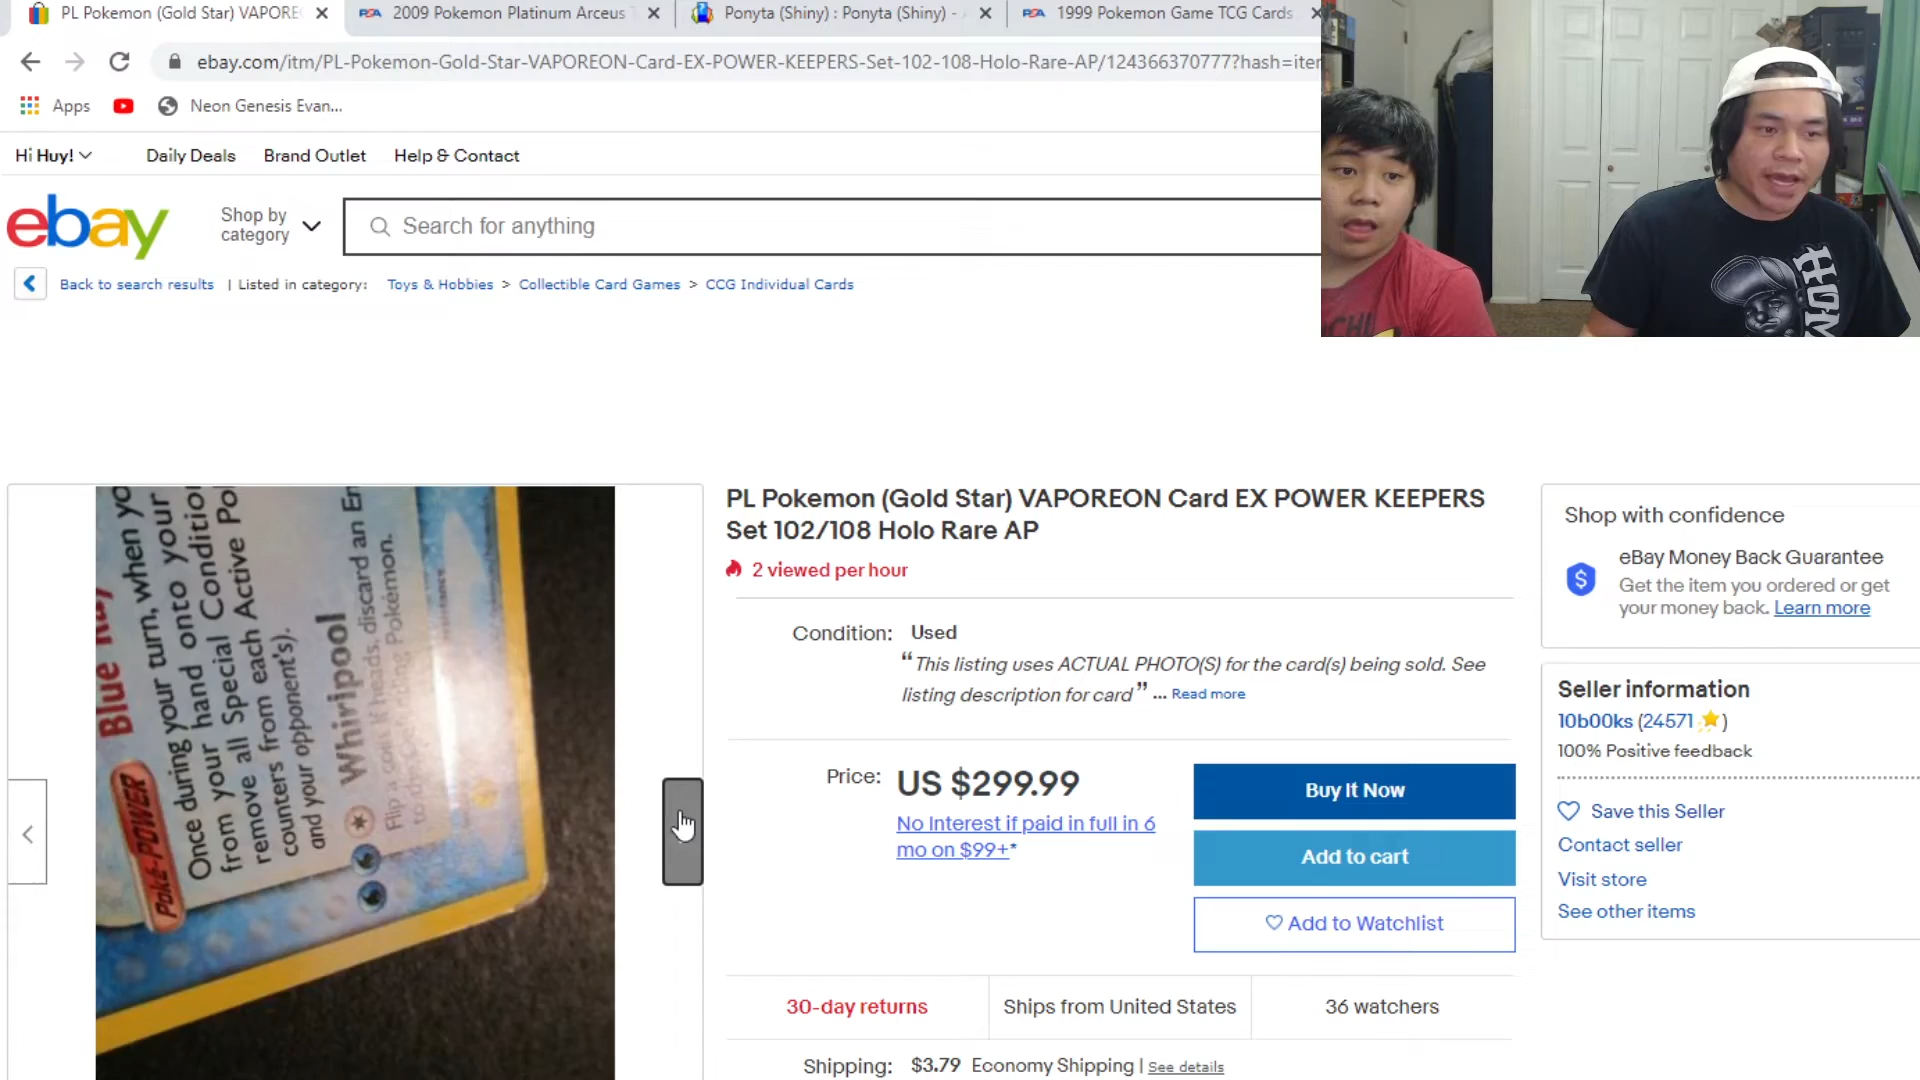 PL Pokemon (Gold Star) VAPORE
PSA 2009 Pokemon Platinum Arceus
Ponyta (Shiny) : Ponyta (Shiny) -
PSA 1999 Pokemon Game TCG Cards
ebay.com/itm/PL-Pokemon-Gold-Star-VAPOREON-Card-EX-POWER-KEEPERS-Set-102-108-Holo-Rare-AP/124366370777?hash=iter
Apps
Neon Genesis Evan...
Hi Huy!
Daily Deals
Brand Outlet
Help & Contact
ebay
Shop by
category
Search for anything
Back to search results | Listed in category: Toys & Hobbies > Collectible Card Games > CCG Individual Cards
Blue
POKé-POWER
Once during your turn, when yo
from your hand onto your
remove all Special Condition
counters from each Active Po
and your opponent's).
Whirlpool
Flip a coin. If heads, discard an En
Pokémon.
PL Pokemon (Gold Star) VAPOREON Card EX POWER KEEPERS
Set 102/108 Holo Rare AP
2 viewed per hour
Condition: Used
“This listing uses ACTUAL PHOTO(S) for the card(s) being sold. See
listing description for card” ... Read more
Price: US $299.99
No Interest if paid in full in 6
mo on $99+*
Buy It Now
Add to cart
Add to Watchlist
30-day returns
Ships from United States
36 watchers
Shipping: $3.79 Economy Shipping | See details
Shop with confidence
eBay Money Back Guarantee
Get the item you ordered or get
your money back. Learn more
Seller information
10b00ks (24571)
100% Positive feedback
Save this Seller
Contact seller
Visit store
See other items